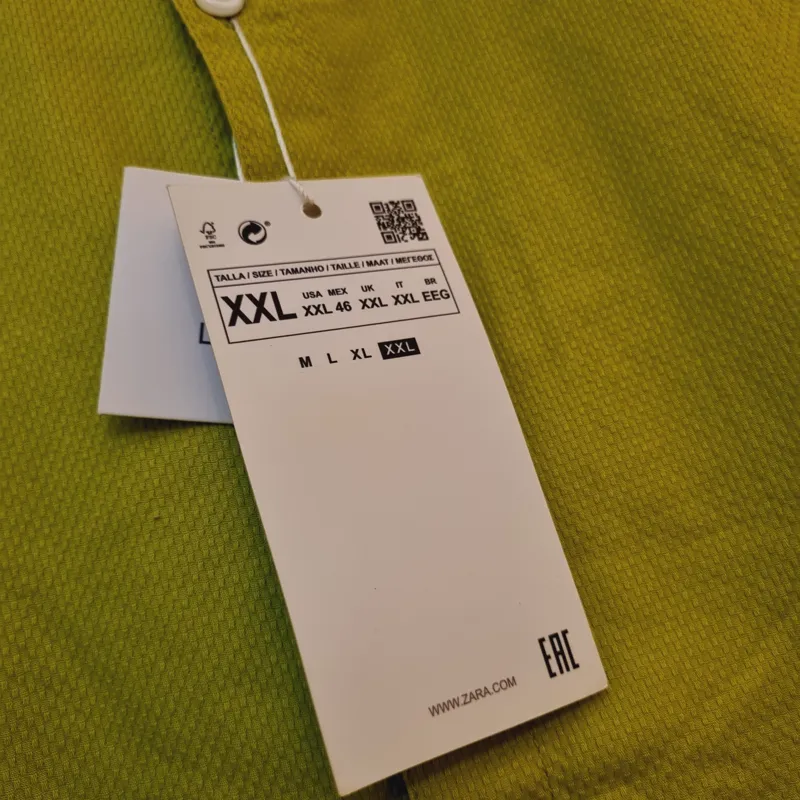 FSC
TALLA / SIZE / TAMANHO / TAILLE / MAAT / ΜΕΓΕΘΟΣ
USA MEX UK IT BR
XXL XXL 46 XXL XXL EEG
M L XL XXL
EAC
WWW.ZARA.COM
L